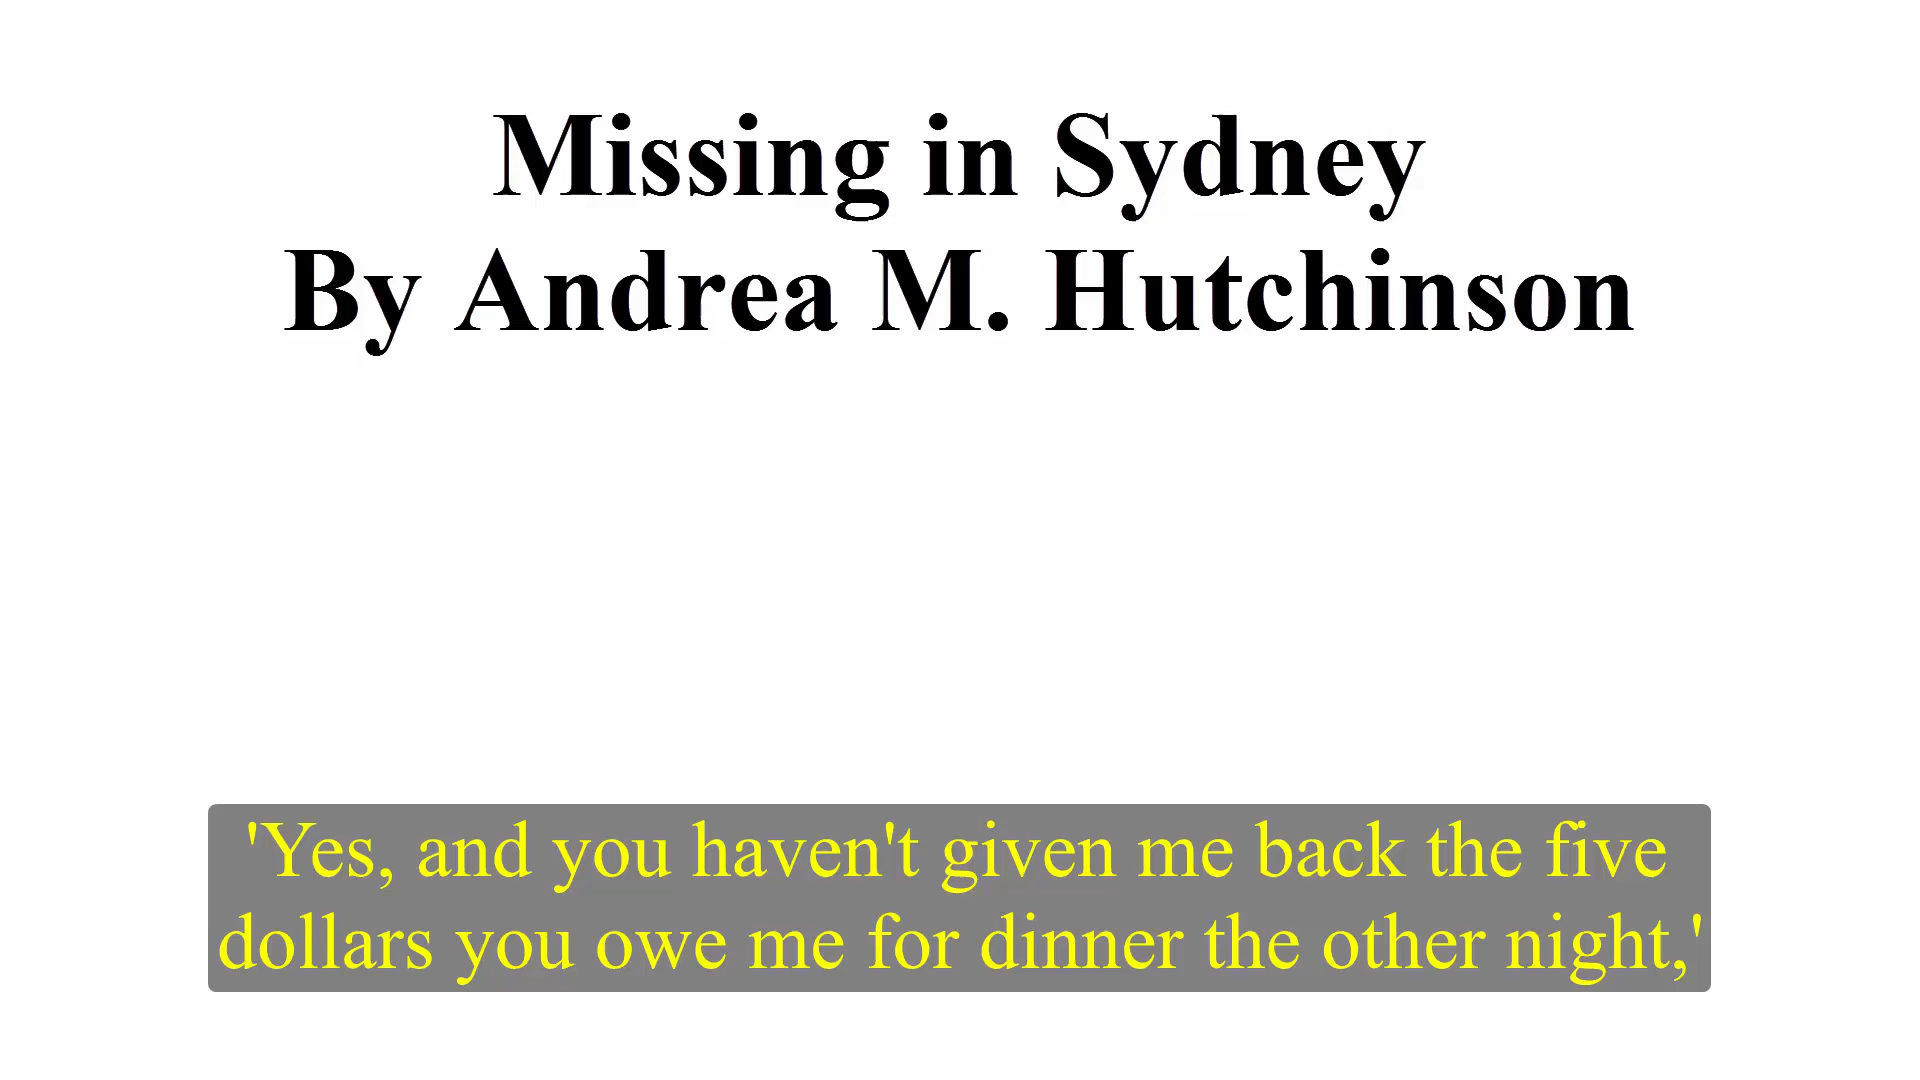 Missing in Sydney
By Andrea M. Hutchinson
'Yes, and you haven't given me back the five
dollars you owe me for dinner the other night,'